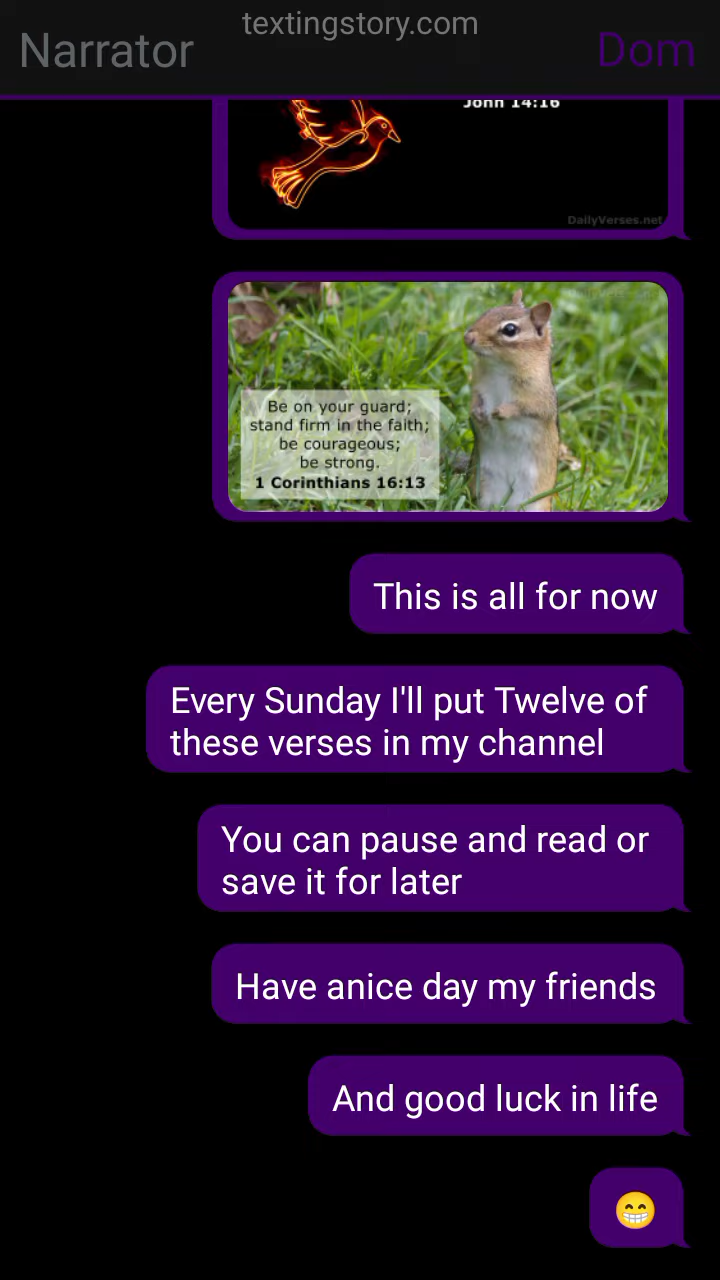 textingstory.com
Narrator
Dom
John 14:16
DailyVerses.net
Be on your guard;
stand firm in the faith;
be courageous;
be strong.
1 Corinthians 16:13
This is all for now
Every Sunday I'll put Twelve of
these verses in my channel
You can pause and read or
save it for later
Have anice day my friends
And good luck in life